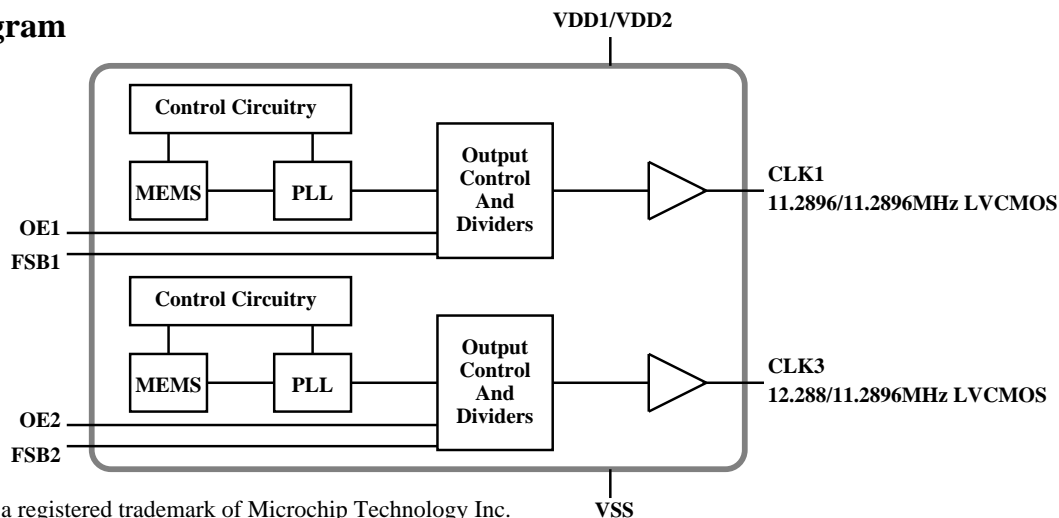 gram
VDD1/VDD2
Control Circuitry
MEMS
PLL
Output
Control
And
Dividers
CLK1
11.2896/11.2896MHz LVCMOS
OE1
FSB1
Control Circuitry
MEMS
PLL
Output
Control
And
Dividers
CLK3
12.288/11.2896MHz LVCMOS
OE2
FSB2
a registered trademark of Microchip Technology Inc.
VSS